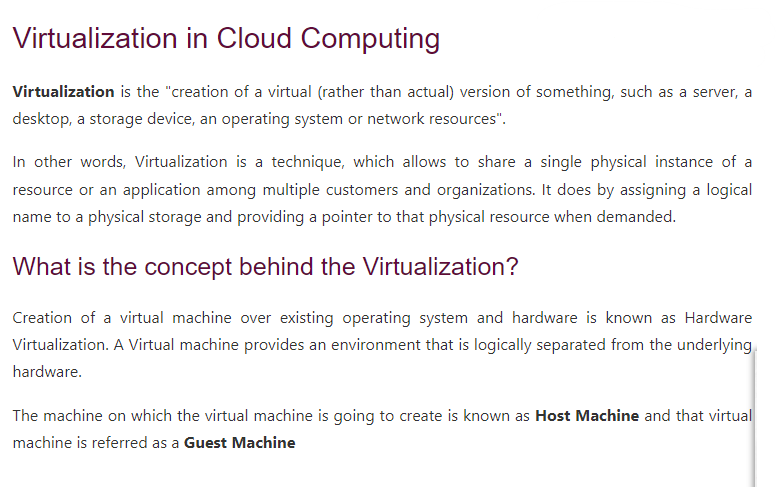 Virtualization in Cloud Computing
Virtualization is the "creation of a virtual (rather than actual) version of something, such as a server, a
desktop, a storage device, an operating system or network resources".
In other words, Virtualization is a technique, which allows to share a single physical instance of a
resource or an application among multiple customers and organizations. It does by assigning a logical
name to a physical storage and providing a pointer to that physical resource when demanded.
What is the concept behind the Virtualization?
Creation of a virtual machine over existing operating system and hardware is known as Hardware
Virtualization. A Virtual machine provides an environment that is logically separated from the underlying
hardware.
The machine on which the virtual machine is going to create is known as Host Machine and that virtual
machine is referred as a Guest Machine